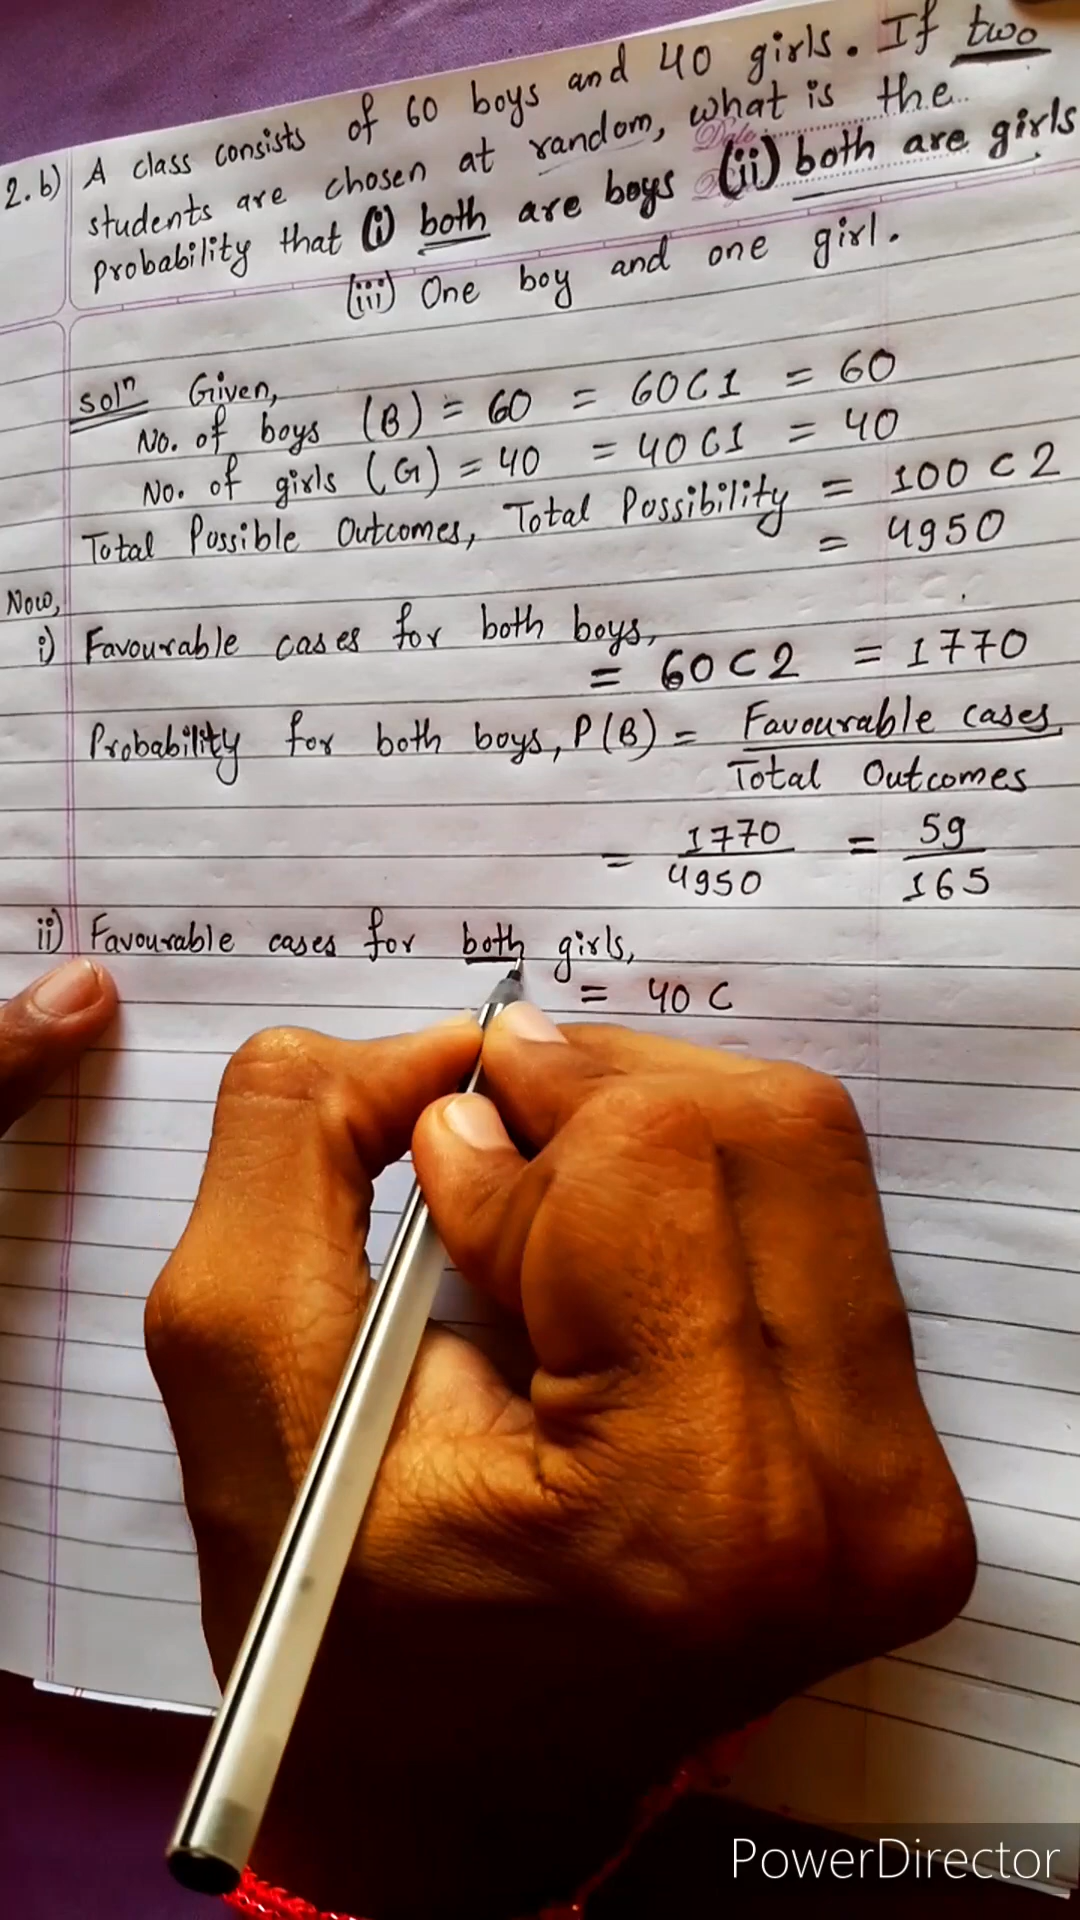 2.b) A class consists of 60 boys and 40 girls. If two
students are chosen at random, what is the
probability that (i) both are boys (ii) both are girls
(iii) One boy and one girl.
Solⁿ Given,
No. of boys (B) = 60 = 60C1 = 60
No. of girls (G) = 40 = 40C1 = 40
Total Possible Outcomes, Total Possibility = 100C2
= 4950
Now,
i) Favourable cases for both boys,
= 60C2 = 1770
Probability for both boys, P(B) = Favourable cases
Total Outcomes
= 1770 = 59
4950 165
ii) Favourable cases for both girls,
= 40 C
PowerDirector